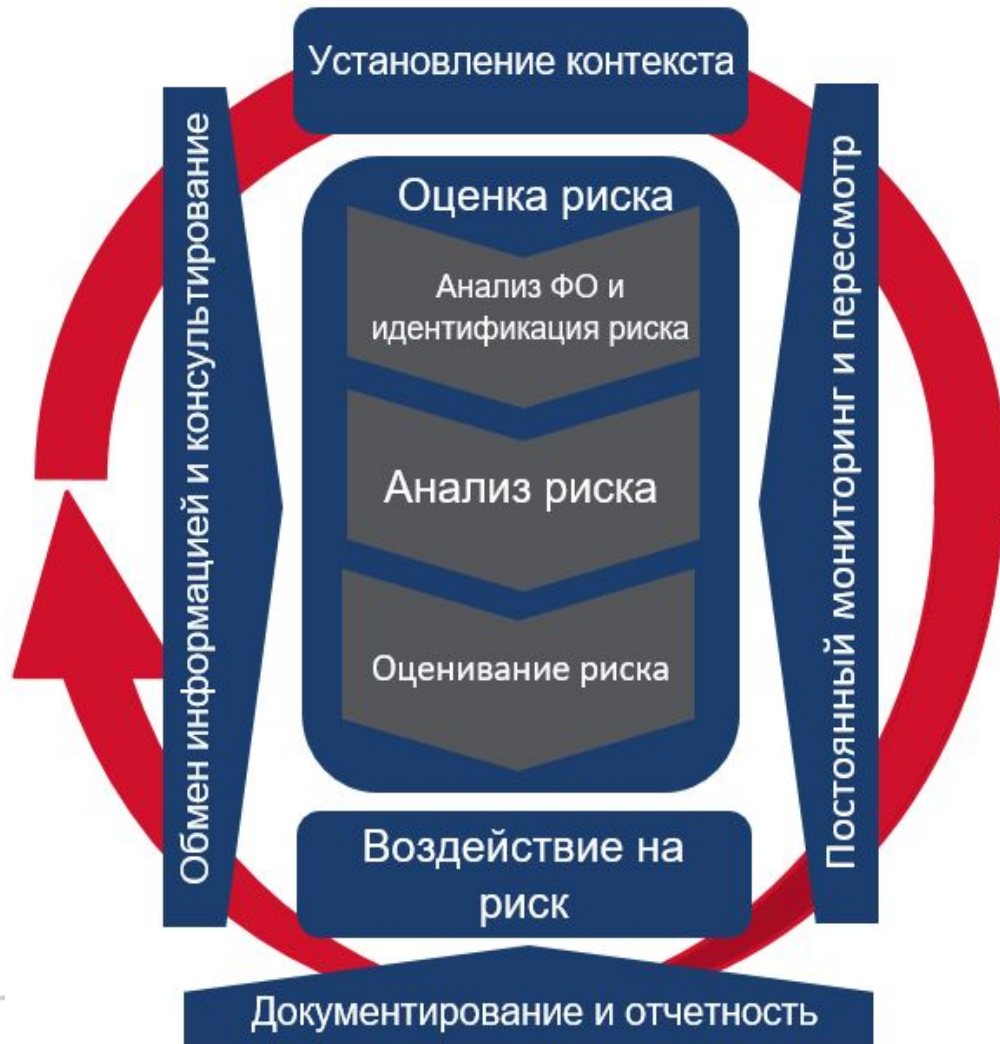 Установление контекста
Обмен информацией и консультирование
Оценка риска
Анализ ФО и
идентификация риска
Анализ риска
Оценивание риска
Постоянный мониторинг и пересмотр
Воздействие на
риск
Документирование и отчетность